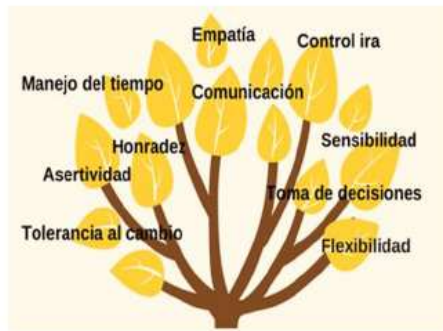 Empatía
Control ira
Manejo del tiempo
Comunicación
Honradez
Sensibilidad
Asertividad
Toma de decisiones
Tolerancia al cambio
Flexibilidad